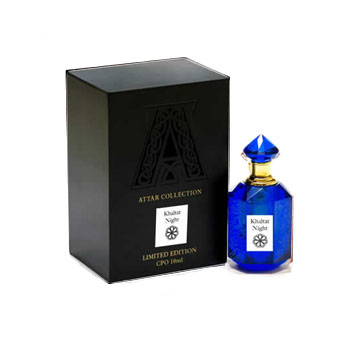 ATTAR COLLECTION
Khaltat
Night
LIMITED EDITION
CPO 10ml
Khaltat
Night